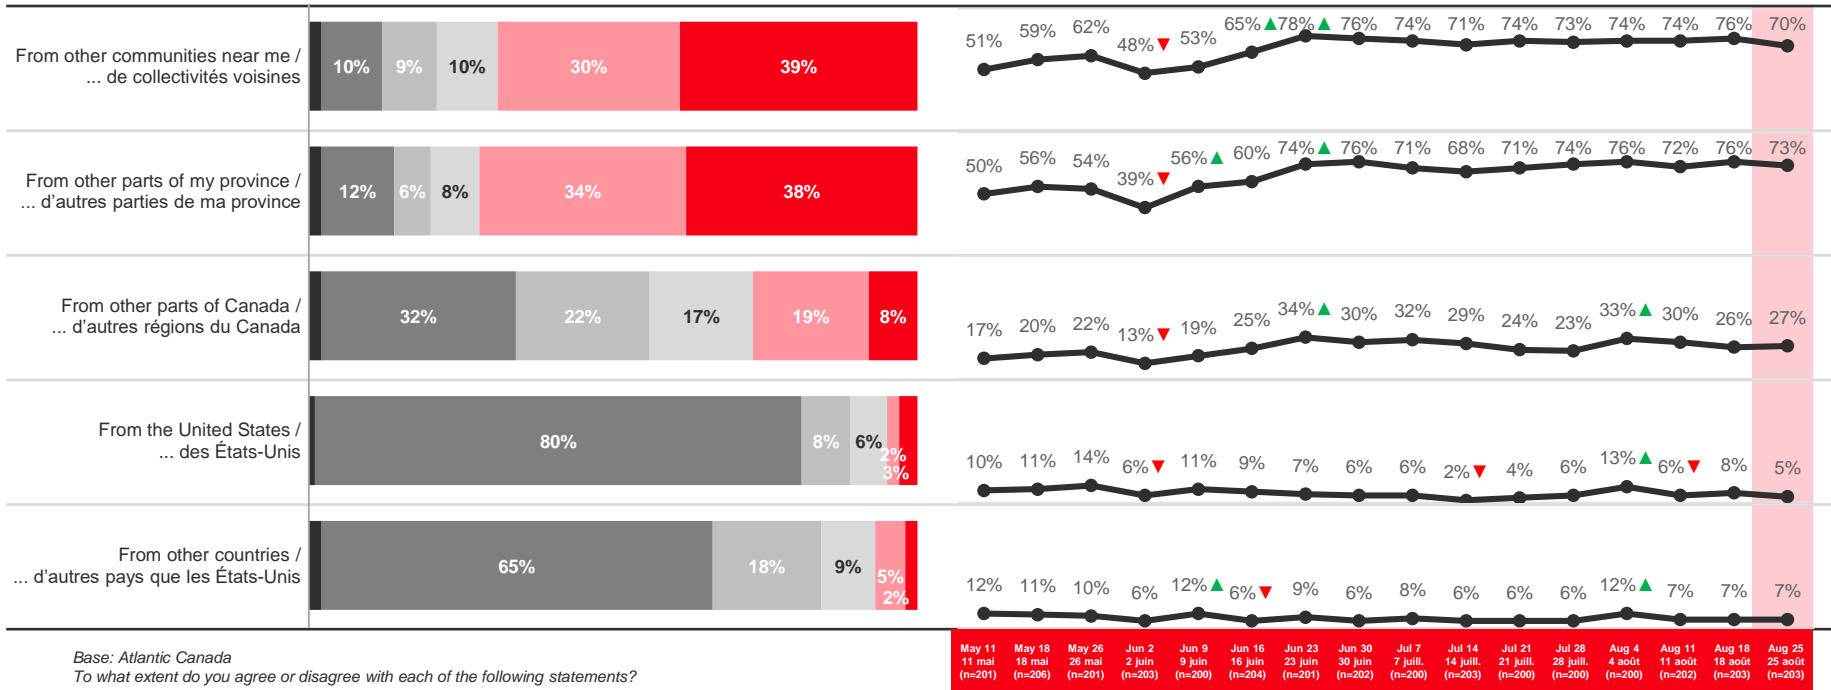 From other communities near me /
... de collectivités voisines
10% 9% 10% 30% 39%
51% 59% 62% 48% ▼ 53% 65% ▲ 78% ▲ 76% 74% 71% 74% 73% 74% 74% 76% 70%
From other parts of my province /
... d'autres parties de ma province
12% 6% 8% 34% 38%
50% 56% 54% 39% ▼ 56% ▲ 60% 74% ▲ 76% 71% 68% 71% 74% 76% 72% 76% 73%
From other parts of Canada /
... d'autres régions du Canada
32% 22% 17% 19% 8%
17% 20% 22% 13% ▼ 19% 25% 34% ▲ 30% 32% 29% 24% 23% 33% ▲ 30% 26% 27%
From the United States /
... des États-Unis
80% 8% 6% 2% 3%
10% 11% 14% 6% ▼ 11% 9% 7% 6% 6% 2% ▼ 4% 6% 13% ▲ 6% ▼ 8% 5%
From other countries /
... d'autres pays que les États-Unis
65% 18% 9% 5% 2%
12% 11% 10% 6% 12% ▲ 6% ▼ 9% 6% 8% 6% 6% 6% 12% ▲ 7% 7% 7%
May 11 May 18 May 26 Jun 2 Jun 9 Jun 16 Jun 23 Jun 30 Jul 7 Jul 14 Jul 21 Jul 28 Aug 4 Aug 11 Aug 18 Aug 25
11 mai 18 mai 26 mai 2 juin 9 juin 16 juin 23 juin 30 juin 7 juill. 14 juill. 21 juill. 28 juill. 4 août 11 août 18 août 25 août
(n=201) (n=206) (n=201) (n=203) (n=200) (n=204) (n=201) (n=202) (n=200) (n=203) (n=200) (n=200) (n=200) (n=202) (n=203) (n=203)
Base: Atlantic Canada
To what extent do you agree or disagree with each of the following statements?